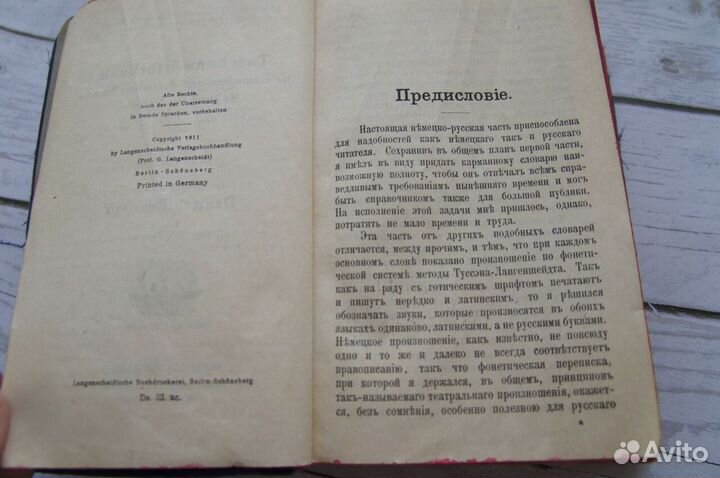 Alle Rechte,
auch das der Übersetzung
in fremde Sprachen, vorbehalten
Copyright 1911
by Langenscheidtsche Verlagsbuchhandlung
(Prof. G. Langenscheidt)
Berlin-Schöneberg
Printed in Germany
Langenscheidtsche Buchdruckerei, Berlin-Schöneberg
De. III. ac.
Предисловіе.
Настоящая нѣмецко-русская часть приспособлена
для надобностей какъ нѣмецкаго такъ и русскаго
читателя. Сохранивъ въ общемъ планъ первой части,
я имѣлъ въ виду придать карманному словарю наи-
возможную полноту, чтобы онъ отвѣчалъ всѣмъ спра-
ведливымъ требованіямъ нынѣшняго времени и могъ
быть справочникомъ также для большой публики.
На исполненіе этой задачи мнѣ пришлось, однако,
потратить не мало времени и труда.
Эта часть отъ другихъ подобныхъ словарей
отличается, между прочимъ, и тѣмъ, что при каждомъ
основномъ словѣ показано произношеніе по фонети-
ческой системѣ методы Туссэна-Лангеншейдта. Такъ
какъ на ряду съ готическимъ шрифтомъ печатаютъ
и пишутъ нерѣдко и латинскимъ, то я рѣшился
обозначать звуки, которые произносятся въ обоихъ
языкахъ одинаково, латинскими, а не русскими буквами.
Нѣмецкое произношеніе, какъ извѣстно, не повсюду
одно и то же и далеко не всегда соотвѣтствуетъ
правописанію, такъ что фонетическая переписка,
при которой я держался, въ общемъ, принциповъ
такъ-называемаго театральнаго произношенія, окажет-
ся, безъ сомнѣнія, особенно полезною для русскаго
*
Avito